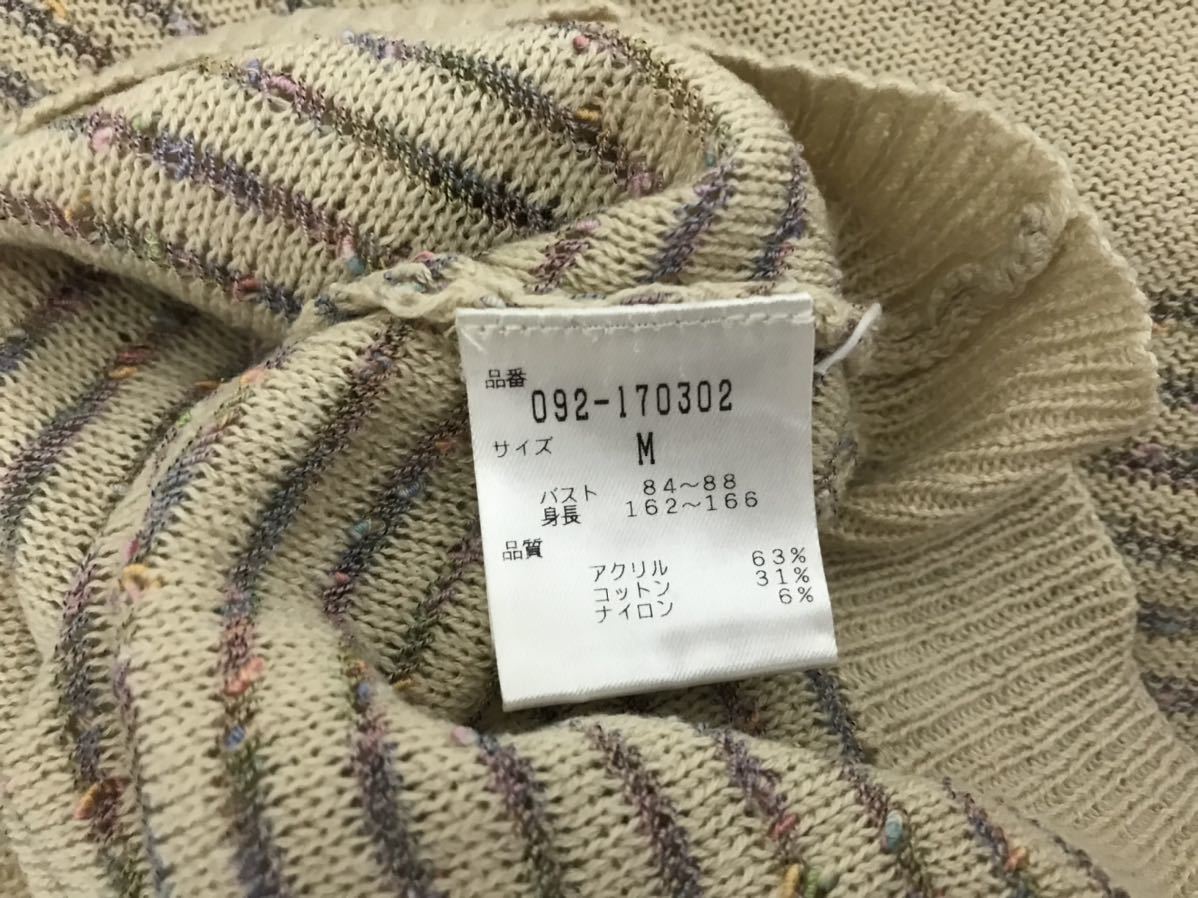 品番
092-170302
サイズ M
バスト 84～88
身長 162～166
品質
アクリル 63%
コットン 31%
ナイロン 6%